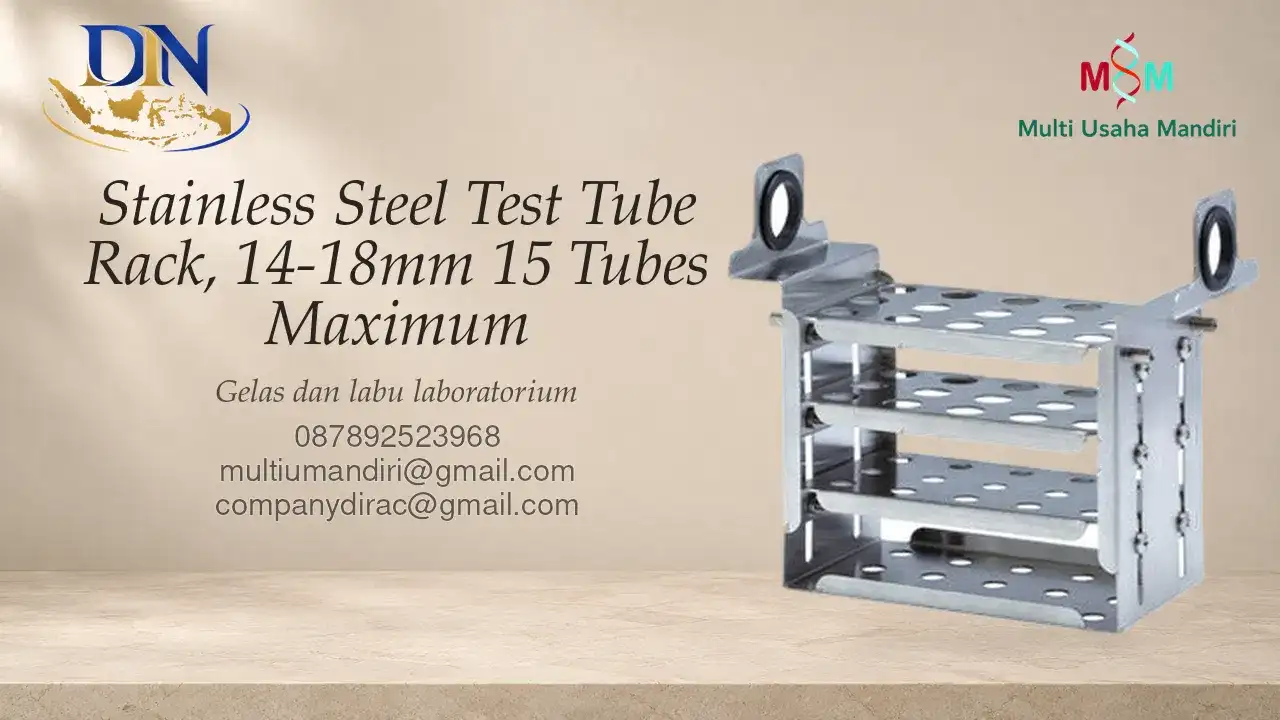 DN
M M
Multi Usaha Mandiri
Stainless Steel Test Tube
Rack, 14-18mm 15 Tubes
Maximum
Gelas dan labu laboratorium
087892523968
multiumandiri@gmail.com
companydirac@gmail.com